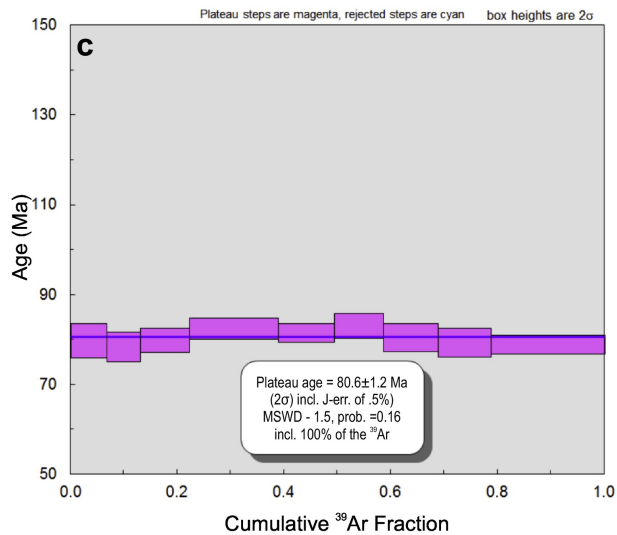 Plateau steps are magenta, rejected steps are cyan box heights are 2σ
c
150
130
110
90
70
50
Age (Ma)
Plateau age = 80.6±1.2 Ma
(2σ) incl. J-err. of .5%)
MSWD - 1.5, prob. =0.16
incl. 100% of the ³⁹Ar
0.0 0.2 0.4 0.6 0.8 1.0
Cumulative ³⁹Ar Fraction